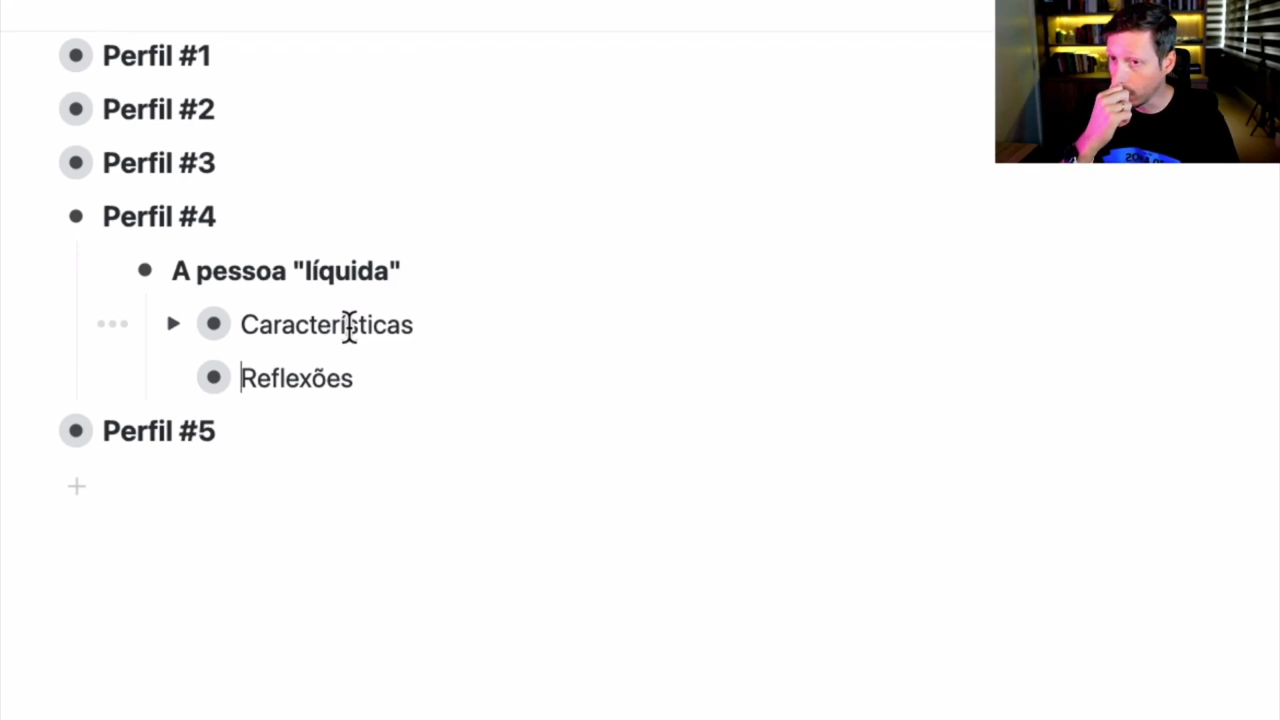 Perfil #1
Perfil #2
Perfil #3
Perfil #4
A pessoa "líquida"
Características
Reflexões
Perfil #5